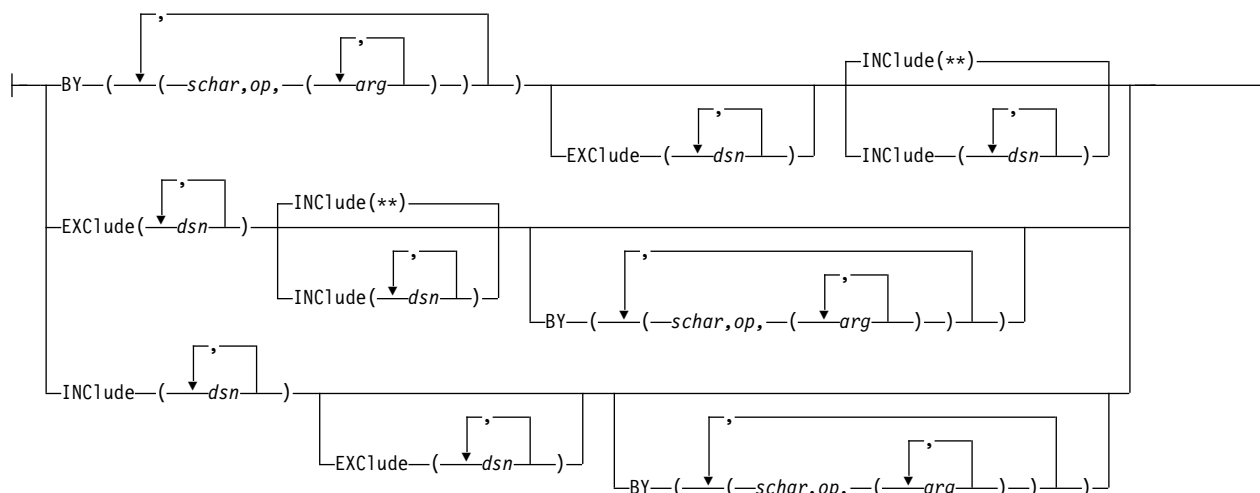 ,
, ,
INClude(**)
BY ( ( schar,op, ( arg ) ) )
, ,
EXClude ( dsn ) INClude ( dsn )
, INClude(**)
EXClude( dsn )
, ,
INClude( dsn )
,
BY ( ( schar,op, ( arg ) ) )
,
INClude ( dsn )
, ,
,
EXClude ( dsn )
BY ( ( schar,op, ( arg ) ) )